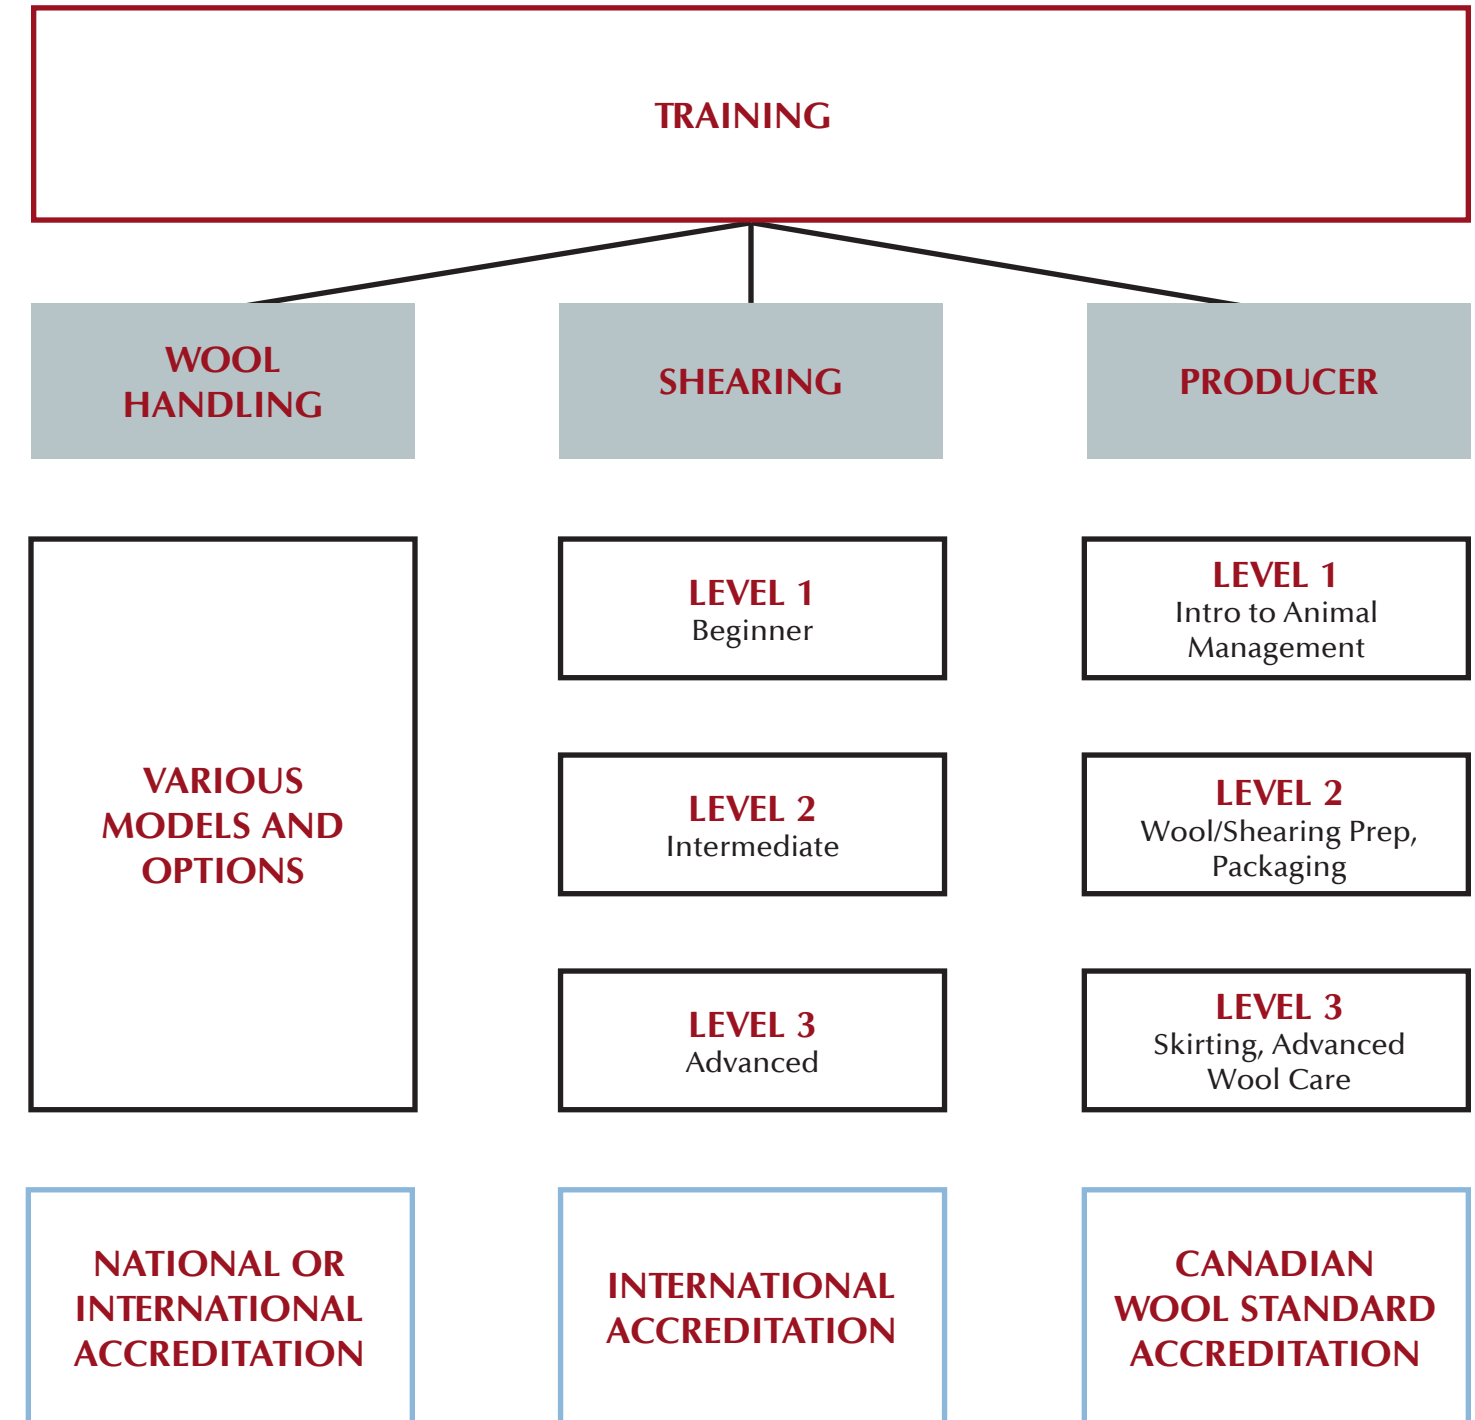 TRAINING
WOOL
HANDLING
SHEARING
PRODUCER
VARIOUS
MODELS AND
OPTIONS
LEVEL 1
Beginner
LEVEL 2
Intermediate
LEVEL 3
Advanced
LEVEL 1
Intro to Animal
Management
LEVEL 2
Wool/Shearing Prep,
Packaging
LEVEL 3
Skirting, Advanced
Wool Care
NATIONAL OR
INTERNATIONAL
ACCREDITATION
INTERNATIONAL
ACCREDITATION
CANADIAN
WOOL STANDARD
ACCREDITATION